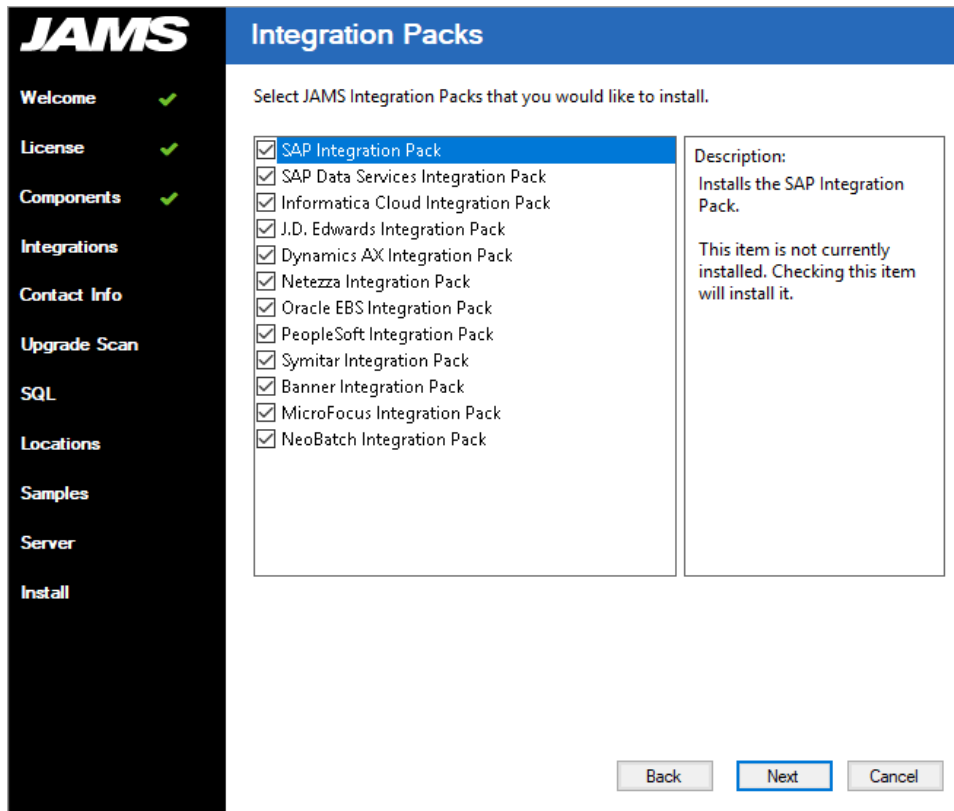 JAMS
Integration Packs
Welcome
License
Components
Integrations
Contact Info
Upgrade Scan
SQL
Locations
Samples
Server
Install
Select JAMS Integration Packs that you would like to install.
SAP Integration Pack
SAP Data Services Integration Pack
Informatica Cloud Integration Pack
J.D. Edwards Integration Pack
Dynamics AX Integration Pack
Netezza Integration Pack
Oracle EBS Integration Pack
PeopleSoft Integration Pack
Symitar Integration Pack
Banner Integration Pack
MicroFocus Integration Pack
NeoBatch Integration Pack
Description:
Installs the SAP Integration
Pack.
This item is not currently
installed. Checking this item
will install it.
Back
Next
Cancel